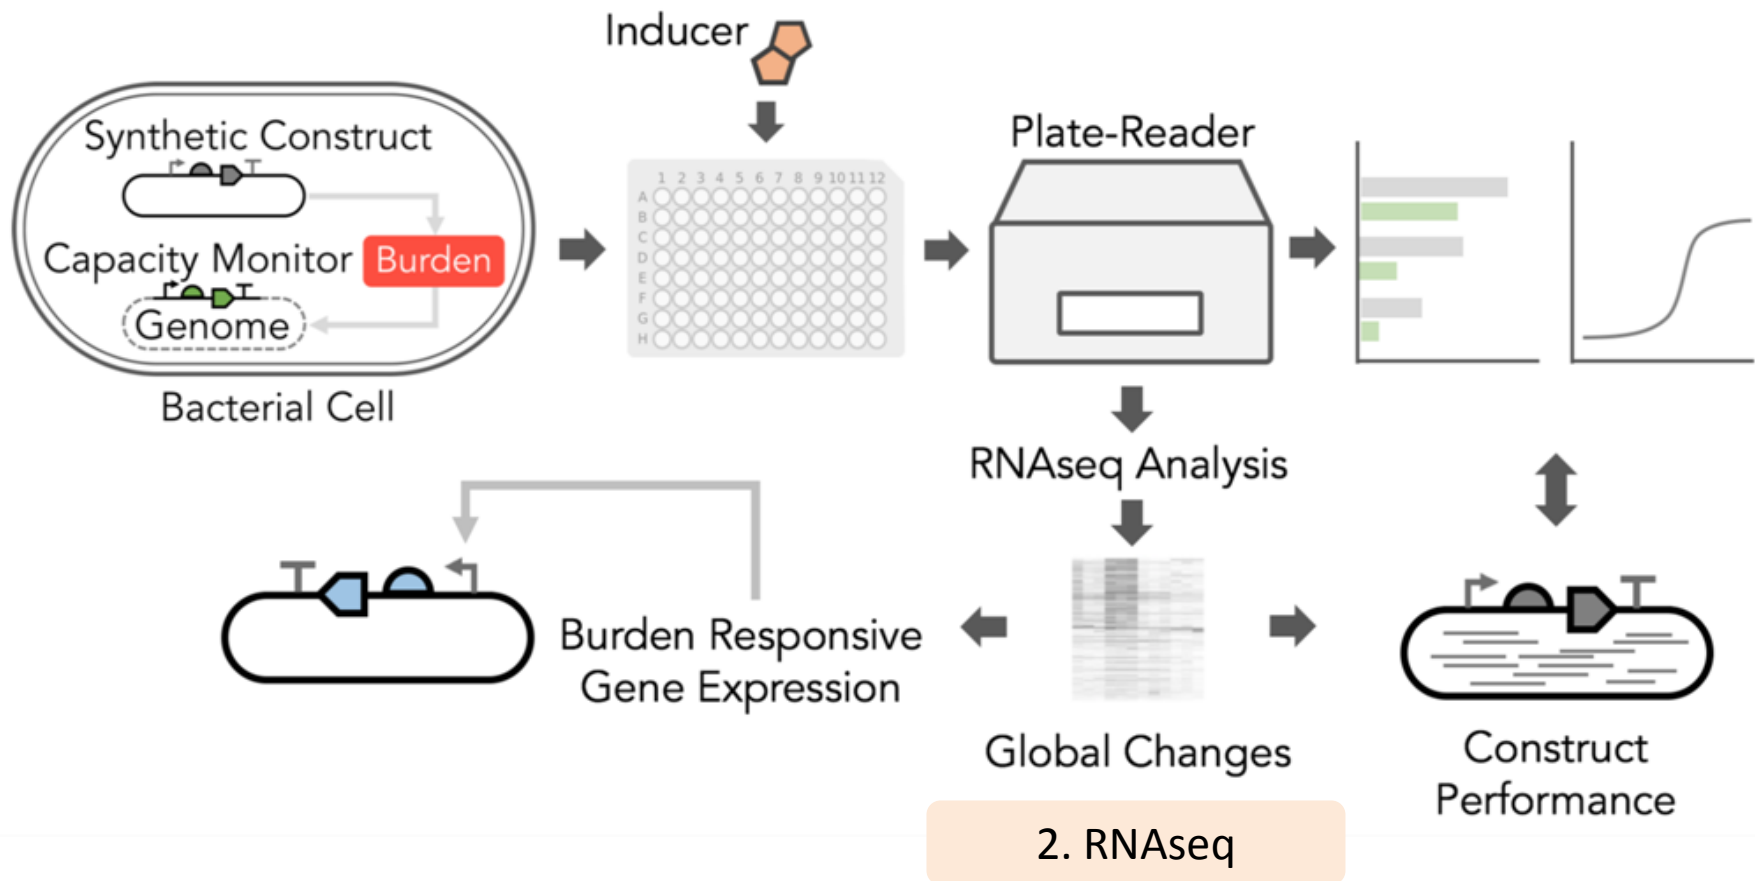 Inducer
Synthetic Construct
Capacity Monitor
Burden
Genome
Bacterial Cell
1 2 3 4 5 6 7 8 9 10 11 12
A
B
C
D
E
F
G
H
Plate-Reader
RNAseq Analysis
Burden Responsive
Gene Expression
Global Changes
Construct
Performance
2. RNAseq